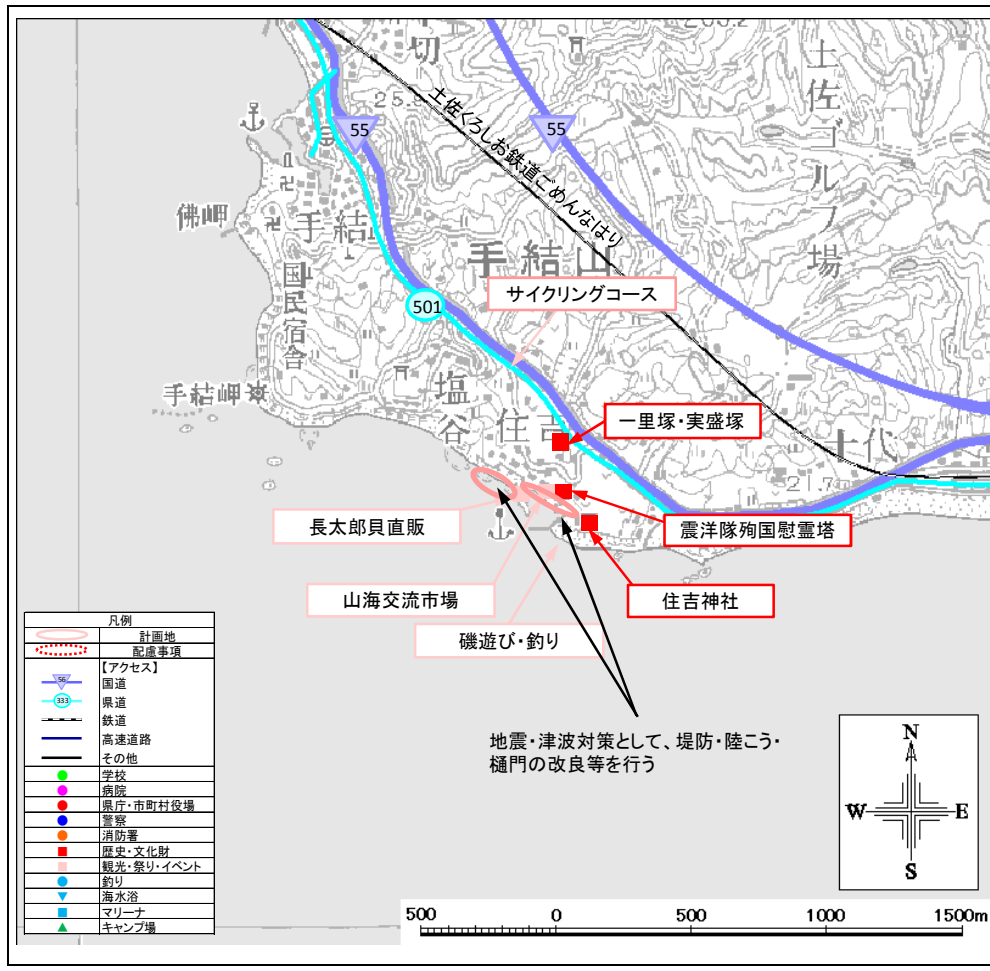 切
203.2
土佐ゴルフ場
25.
55
55
土佐くろしお鉄道ごめんなはり
佛岬
手結
手結山
国民宿舎
サイクリングコース
501
手結岬
塩谷
住吉
一里塚・実盛塚
十代
21.7
長太郎貝直販
震洋隊殉国慰霊塔
山海交流市場
住吉神社
磯遊び・釣り
地震・津波対策として、堤防・陸こう・
樋門の改良等を行う
凡例
計画地
配慮事項
【アクセス】
56 国道
333 県道
鉄道
高速道路
その他
学校
病院
県庁・市町村役場
警察
消防署
歴史・文化財
観光・祭り・イベント
釣り
海水浴
マリーナ
キャンプ場
N
W E
S
500 0 500 1000 1500m